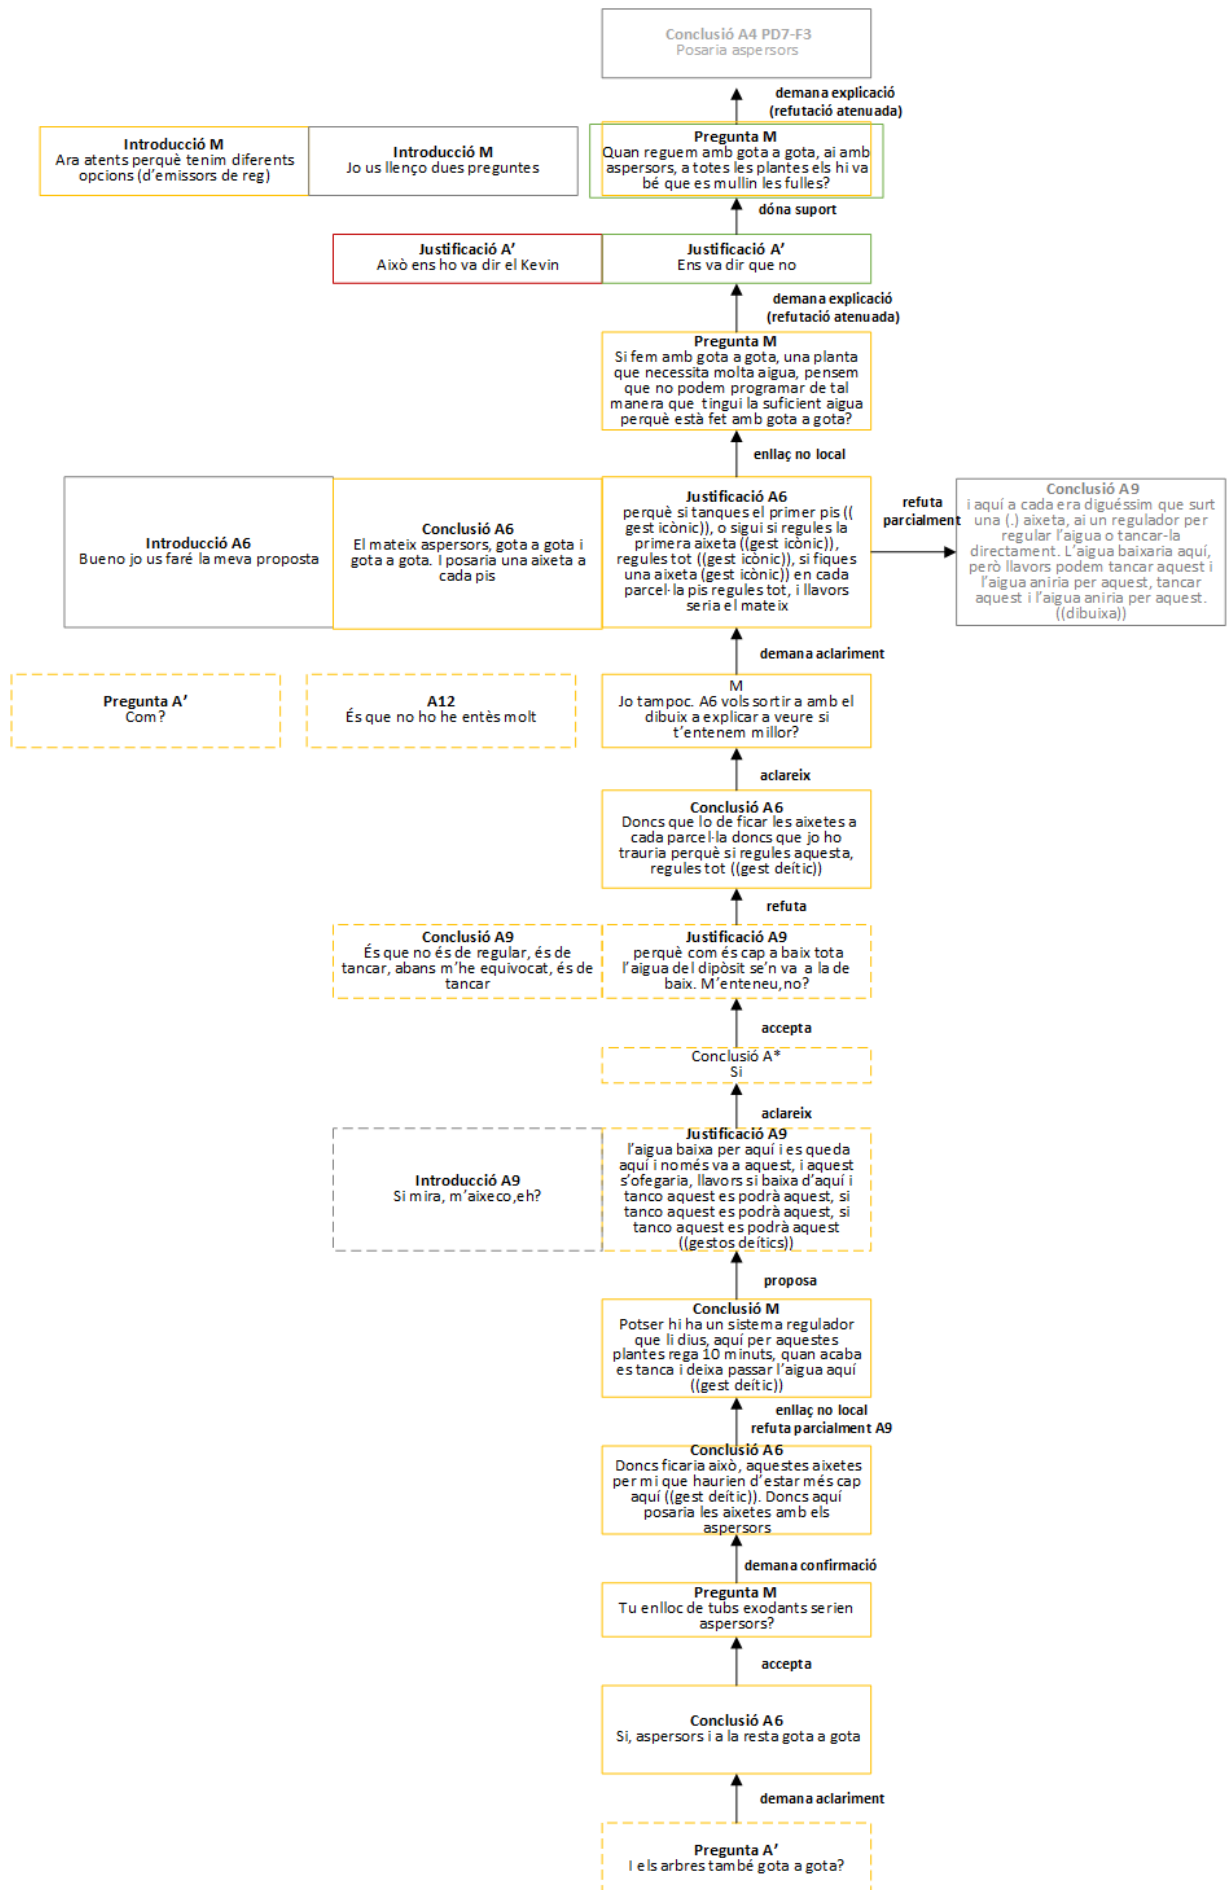 Conclusió A4 PD7-F3
Posaria aspersors
demana explicació
(refutació atenuada)
Introducció M
Ara atents perquè tenim diferents
opcions (d'emissors de reg)
Introducció M
Jo us llenço dues preguntes
Pregunta M
Quan reguem amb gota a gota, ai amb
aspersors, a totes les plantes els hi va
bé que es mullin les fulles?
dóna suport
Justificació A'
Això ens ho va dir el Kevin
Justificació A'
Ens va dir que no
demana explicació
(refutació atenuada)
Pregunta M
Si fem amb gota a gota, una planta
que necessita molta aigua, pensem
que no podem programar de tal
manera que tingui la suficient aigua
perquè està fet amb gota a gota?
enllaç no local
Introducció A6
Bueno jo us faré la meva proposta
Conclusió A6
El mateix aspersors, gota a gota i
gota a gota. I posaria una aixeta a
cada pis
Justificació A6
perquè si tanques el primer pis ((
gest icònic)), o sigui si regules la
primera aixeta ((gest icònic)),
regules tot ((gest icònic)), si fiques
una aixeta (gest icònic)) en cada
parcel·la pis regules tot, i llavors
seria el mateix
refuta
parcialment
Conclusió A9
i aquí a cada era diguéssim que surt
una (.) aixeta, ai un regulador per
regular l'aigua o tancar-la
directament. L'aigua baixaria aquí,
però llavors podem tancar aquest i
l'aigua aniria per aquest, tancar
aquest i l'aigua aniria per aquest.
((dibuixa))
demana aclariment
Pregunta A'
Com?
A12
És que no ho he entès molt
M
Jo tampoc. A6 vols sortir a amb el
dibuix a explicar a veure si
t'entenem millor?
aclareix
Conclusió A6
Doncs que lo de ficar les aixetes a
cada parcel·la doncs que jo ho
trauria perquè si regules aquesta,
regules tot ((gest deític))
refuta
Conclusió A9
És que no és de regular, és de
tancar, abans m'he equivocat, és de
tancar
Justificació A9
perquè com és cap a baix tota
l'aigua del dipòsit se'n va a la de
baix. M'enteneu,no?
accepta
Conclusió A*
Si
aclareix
Introducció A9
Si mira, m'aixeco,eh?
Justificació A9
l'aigua baixa per aquí i es queda
aquí i només va a aquest, i aquest
s'ofegaria, llavors si baixa d'aquí i
tanco aquest es podrà aquest, si
tanco aquest es podrà aquest, si
tanco aquest es podrà aquest
((gestos deítics))
proposa
Conclusió M
Potser hi ha un sistema regulador
que li dius, aquí per aquestes
plantes rega 10 minuts, quan acaba
es tanca i deixa passar l'aigua aquí
((gest deític))
enllaç no local
refuta parcialment A9
Conclusió A6
Doncs ficaria això, aquestes aixetes
per mi que haurien d'estar més cap
aquí ((gest deític)). Doncs aquí
posaria les aixetes amb els
aspersors
demana confirmació
Pregunta M
Tu enlloc de tubs exodants serien
aspersors?
accepta
Conclusió A6
Si, aspersors i a la resta gota a gota
demana aclariment
Pregunta A'
I els arbres també gota a gota?